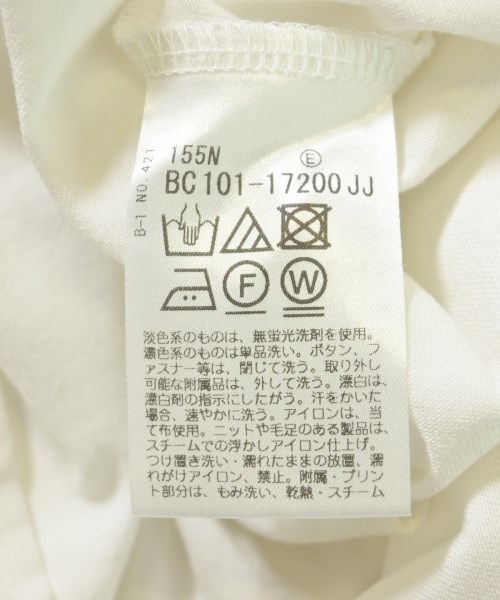 155N Ⓔ
BC101-17200JJ
B-1 NO.421
F W
淡色系のものは、無蛍光洗剤を使用。
濃色系のものは単品洗い。ボタン、フ
ァスナー等は、閉じて洗う。取り外し
可能な附属品は、外して洗う。漂白は、
漂白剤の指示にしたがう。汗をかいた
場合、速やかに洗う。アイロンは、当
て布使用。ニットや毛足のある製品は、
スチームでの浮かしアイロン仕上げ。
つけ置き洗い・濡れたままの放置、濡
れがけアイロン、禁止。附属・プリン
ト部分は、もみ洗い、乾熱・スチーム